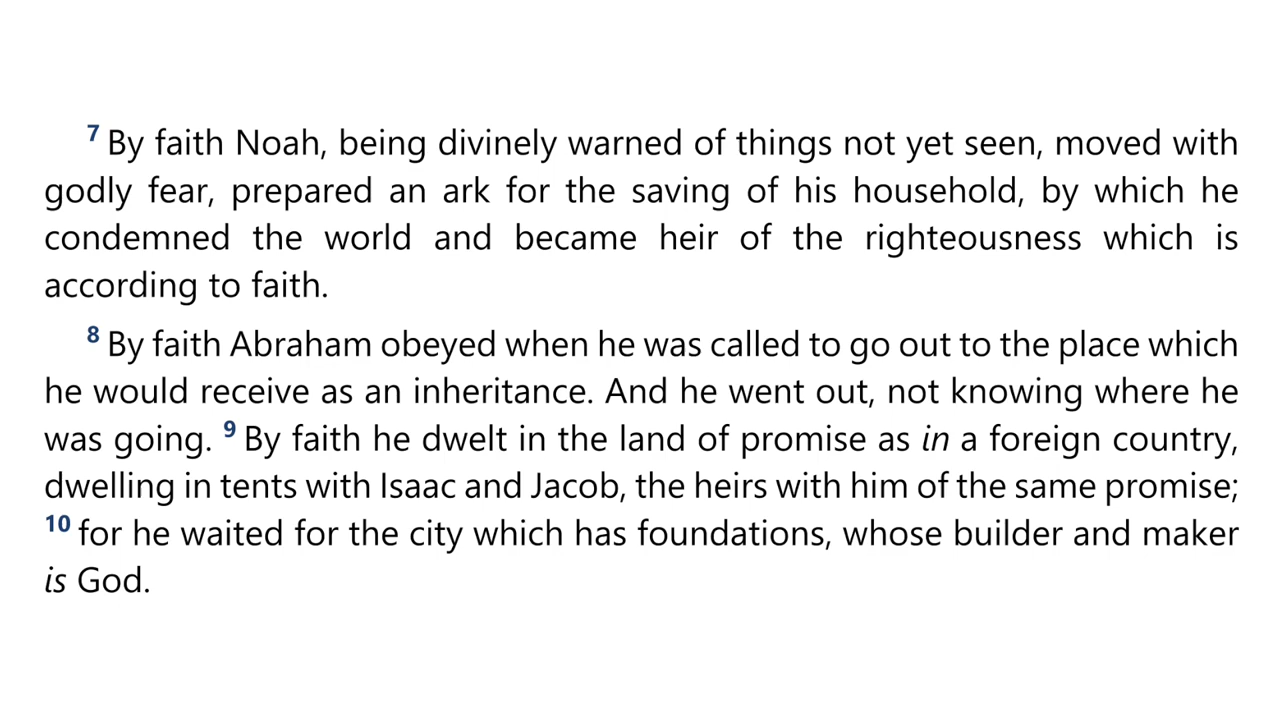 7 By faith Noah, being divinely warned of things not yet seen, moved with
godly fear, prepared an ark for the saving of his household, by which he
condemned the world and became heir of the righteousness which is
according to faith.
8 By faith Abraham obeyed when he was called to go out to the place which
he would receive as an inheritance. And he went out, not knowing where he
was going. 9 By faith he dwelt in the land of promise as in a foreign country,
dwelling in tents with Isaac and Jacob, the heirs with him of the same promise;
10 for he waited for the city which has foundations, whose builder and maker
is God.